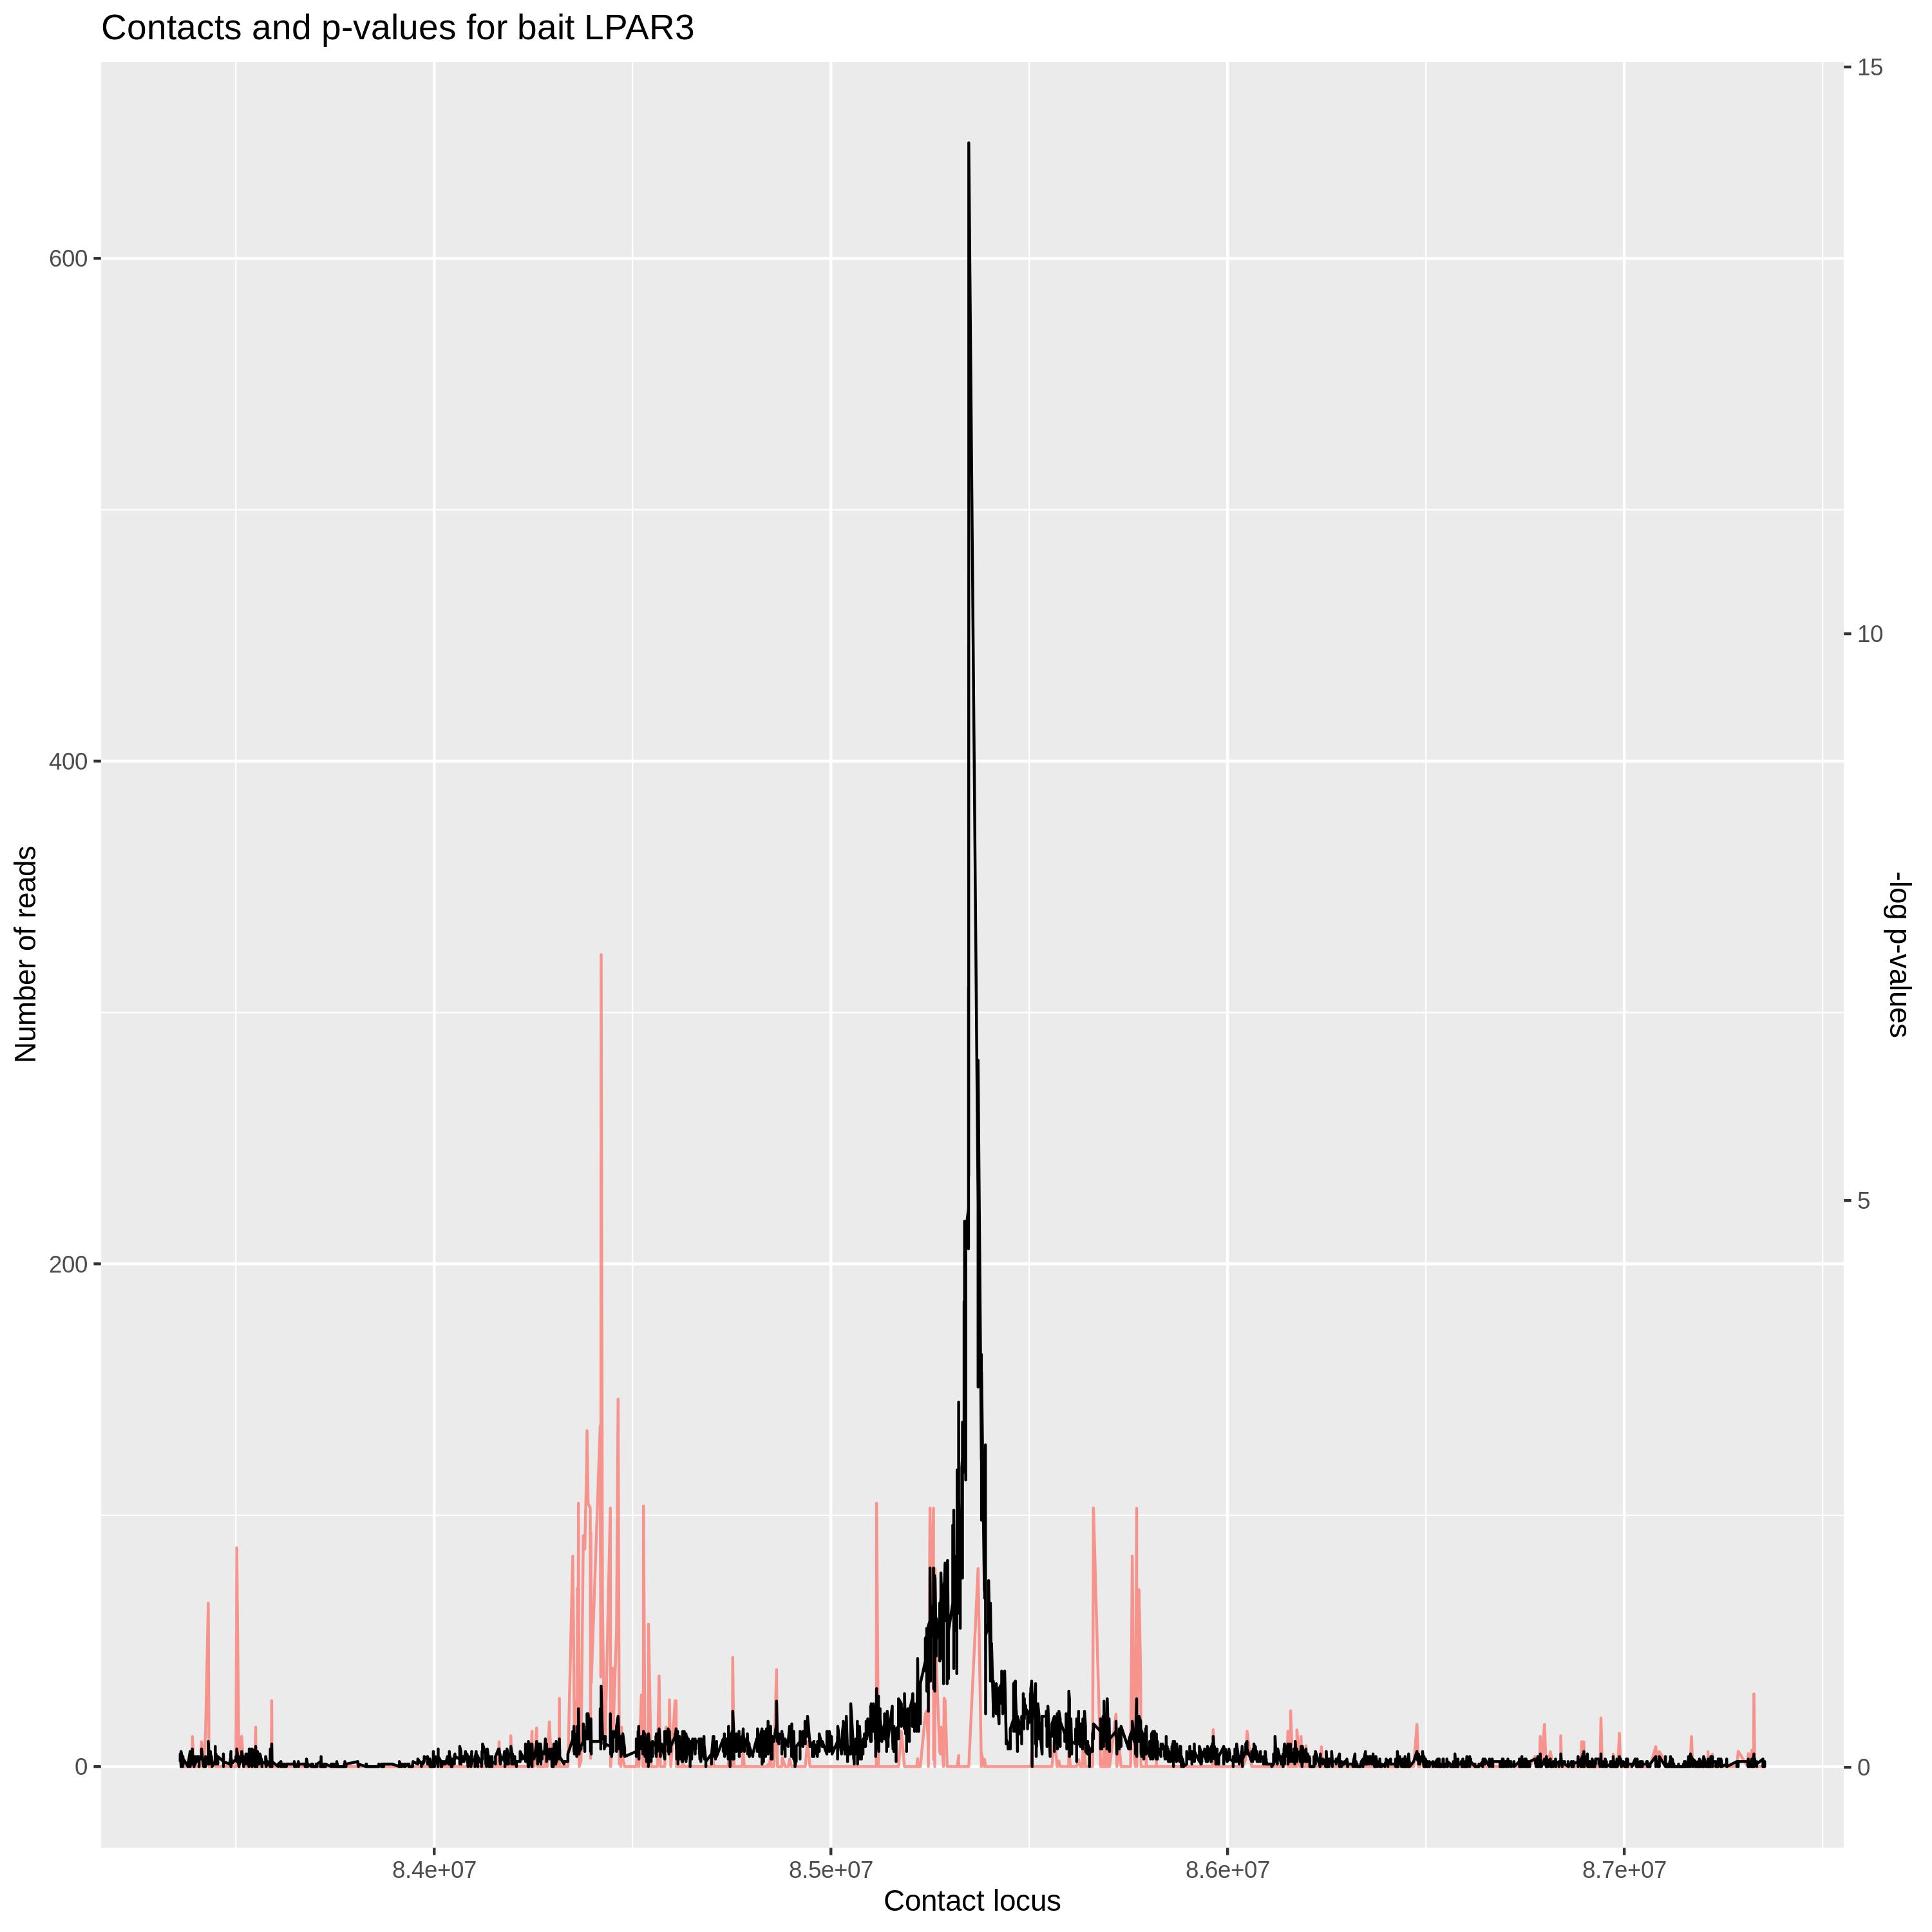 Contacts and p-values for bait LPAR3
15
600
10
400
Number of reads
-log p-values
5
200
0
0
8.4e+07
8.5e+07
8.6e+07
8.7e+07
Contact locus